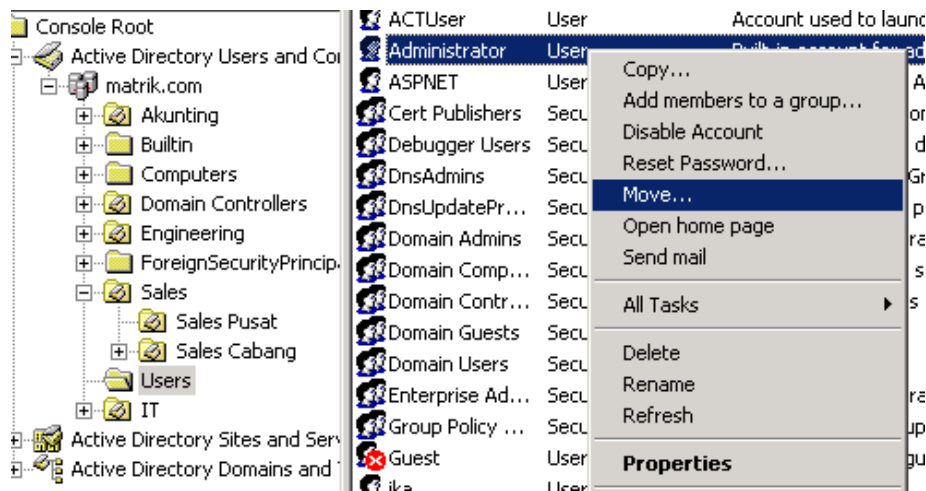 Console Root
Active Directory Users and Co
matrik.com
Akunting
Builtin
Computers
Domain Controllers
Engineering
ForeignSecurityPrincip
Sales
Sales Pusat
Sales Cabang
Users
IT
Active Directory Sites and Ser
Active Directory Domains and
ACTUser User Account used to laun
Administrator User
ASPNET User
Cert Publishers Secu
Debugger Users Secu
DnsAdmins Secu
DnsUpdatePr... Secu
Domain Admins Secu
Domain Comp... Secu
Domain Contr... Secu
Domain Guests Secu
Domain Users Secu
Enterprise Ad... Secu
Group Policy ... Secu
Guest User
ika User
Copy...
Add members to a group...
Disable Account
Reset Password...
Move...
Open home page
Send mail
All Tasks
Delete
Rename
Refresh
Properties